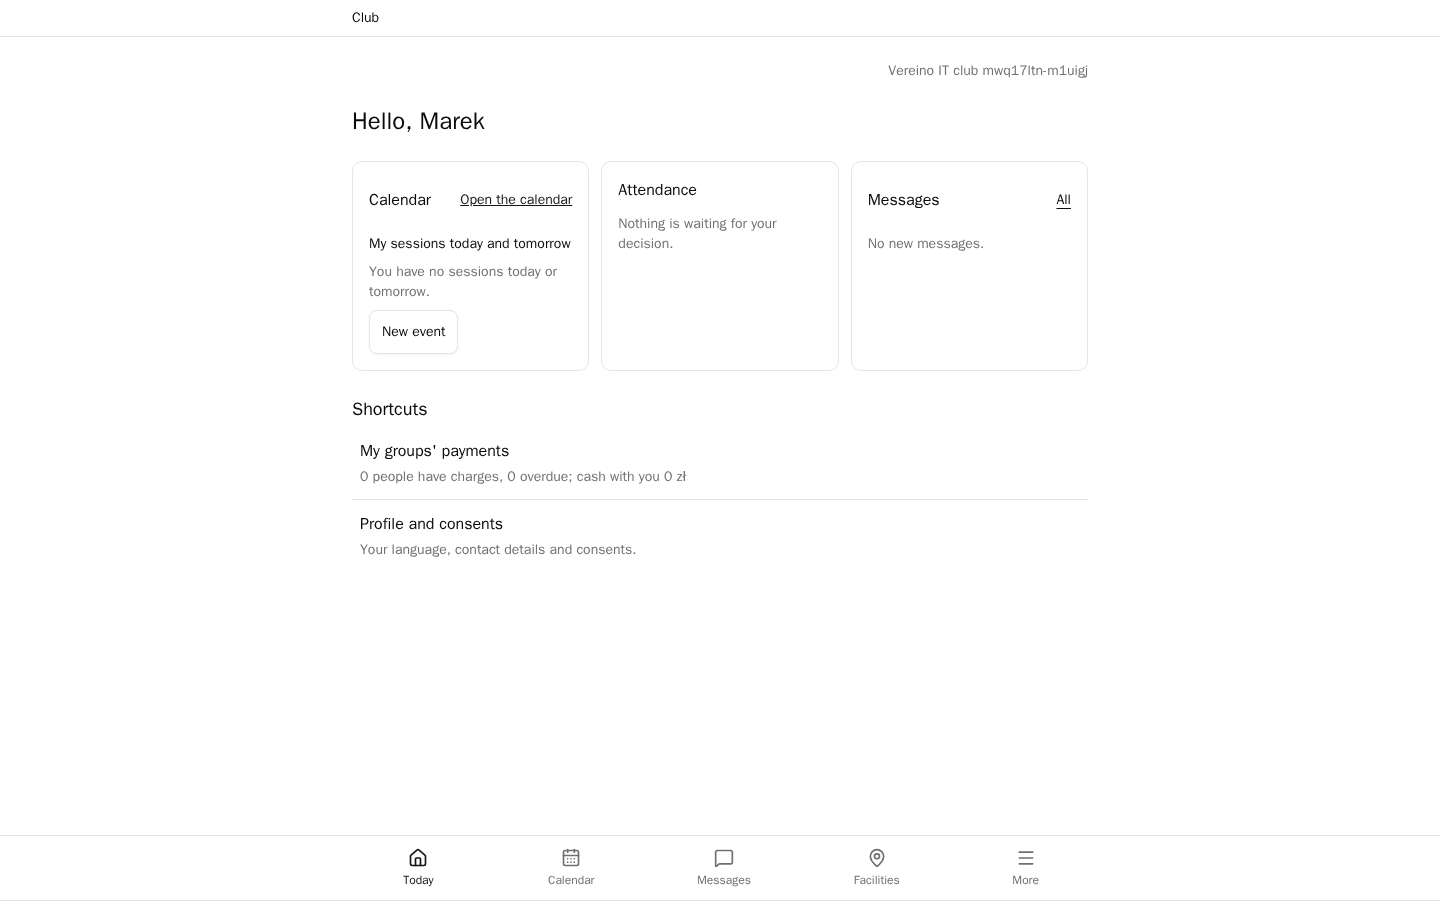 Club
Vereino IT club mwq17ltn-m1uigj
Hello, Marek
Calendar
Open the calendar
My sessions today and tomorrow
You have no sessions today or
tomorrow.
New event
Attendance
Nothing is waiting for your
decision.
Messages
All
No new messages.
Shortcuts
My groups' payments
0 people have charges, 0 overdue; cash with you 0 zł
Profile and consents
Your language, contact details and consents.
Today
Calendar
Messages
Facilities
More